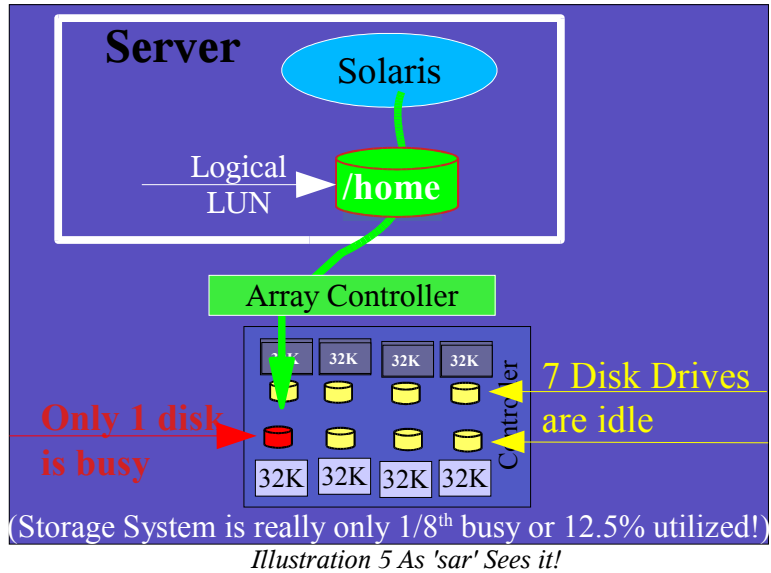 Server
Solaris
Logical
LUN
/home
Array Controller
32K 32K 32K 32K
7 Disk Drives
are idle
Only 1 disk
is busy
Controller
32K 32K 32K 32K
(Storage System is really only 1/8th busy or 12.5% utilized!)
Illustration 5 As 'sar' Sees it!